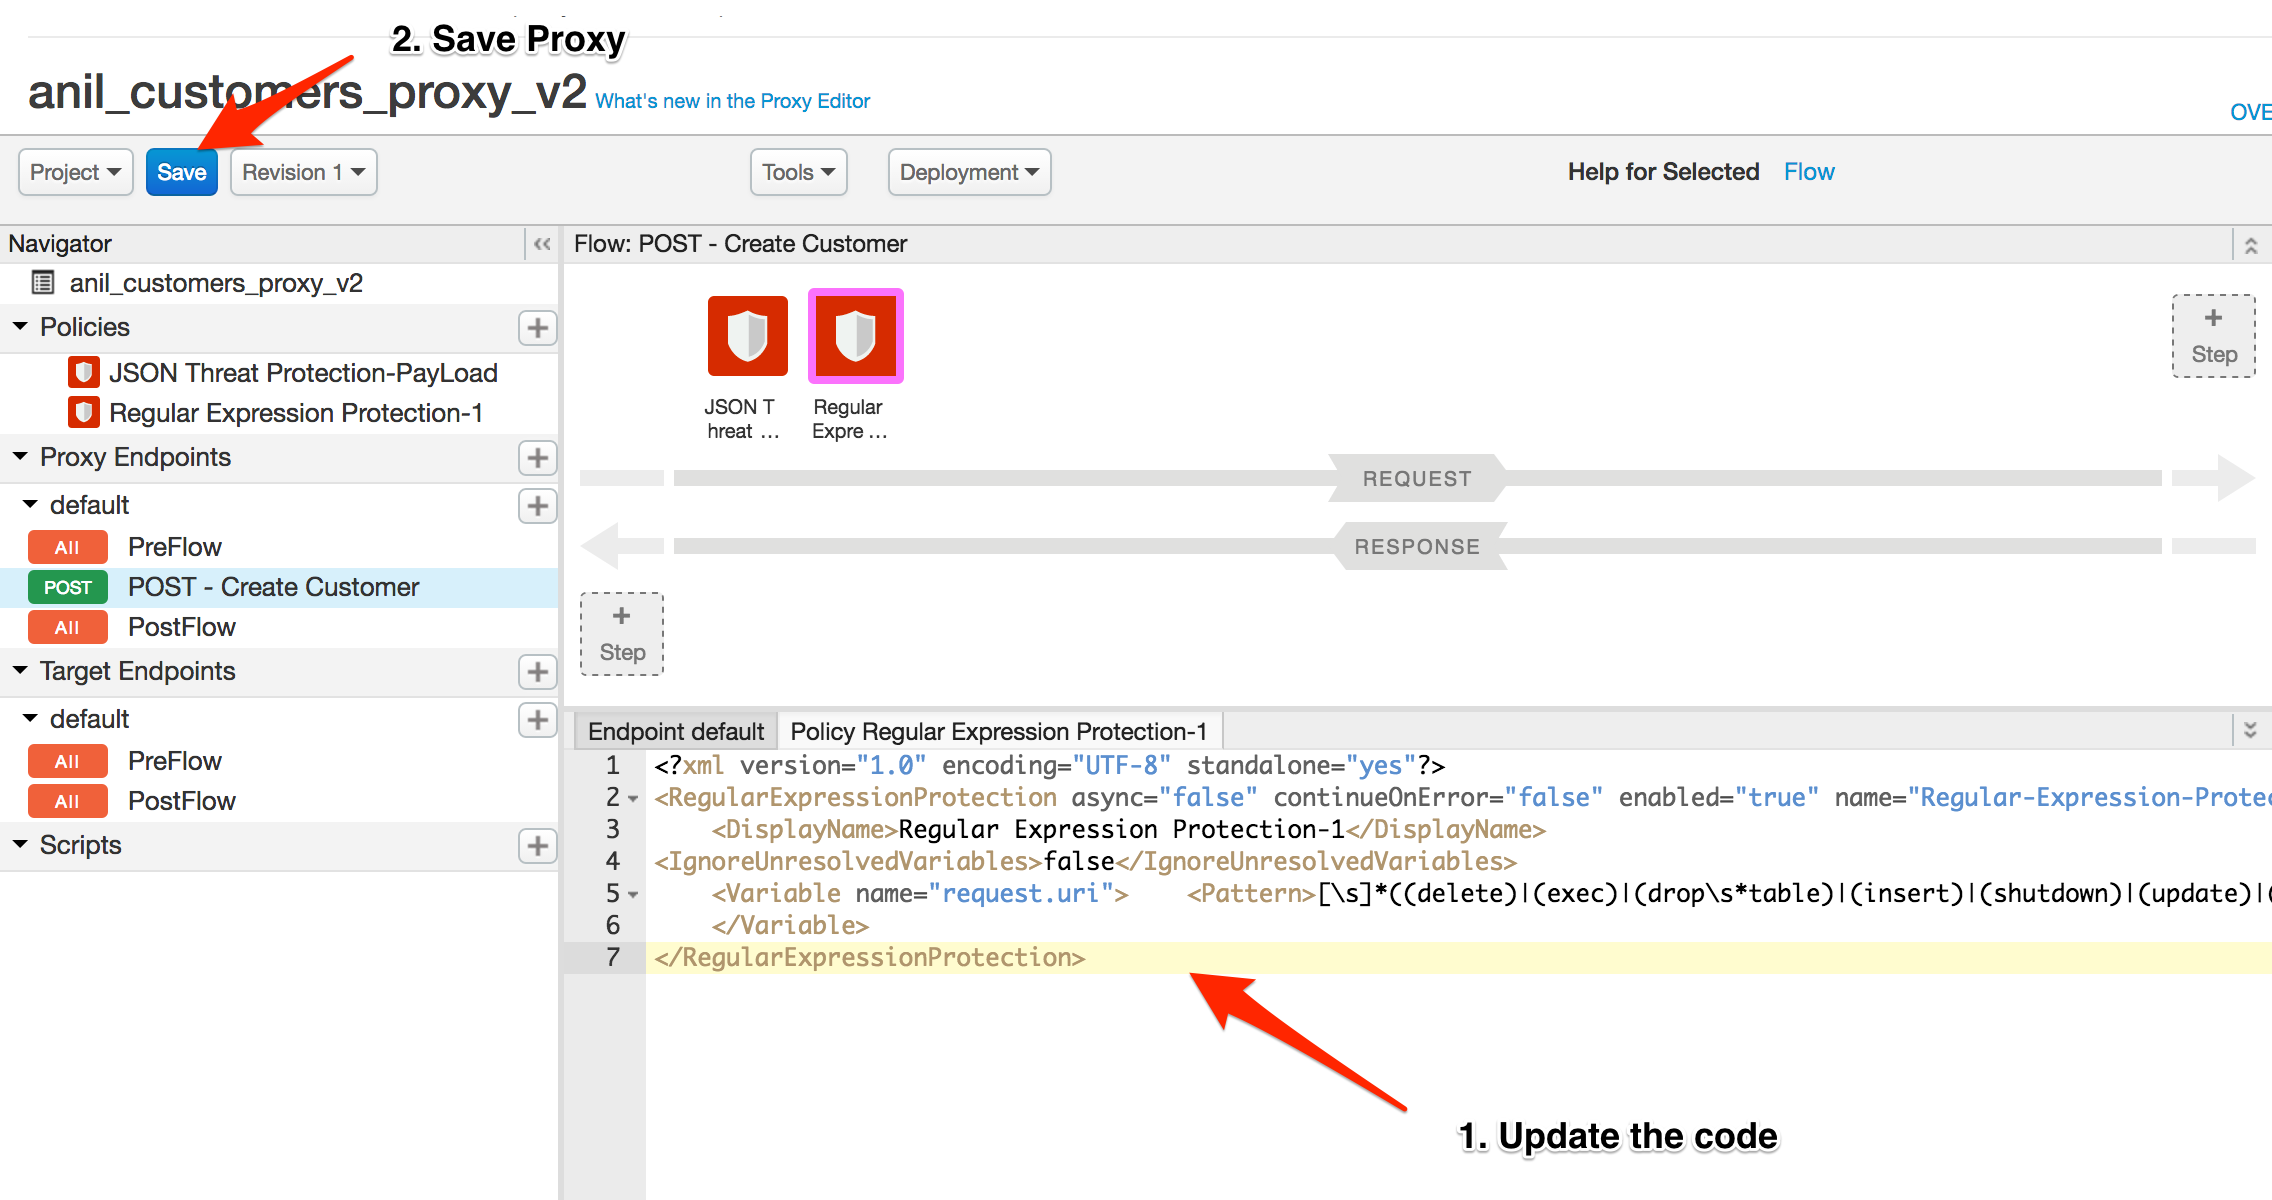 2. Save Proxy
anil_customers_proxy_v2 What's new in the Proxy Editor
OVE
Project Save Revision 1 Tools Deployment Help for Selected Flow
Navigator
anil_customers_proxy_v2
Policies
JSON Threat Protection-PayLoad
Regular Expression Protection-1
Proxy Endpoints
default
All PreFlow
POST POST - Create Customer
All PostFlow
Target Endpoints
default
All PreFlow
All PostFlow
Scripts
Flow: POST - Create Customer
JSON T
hreat ...
Regular
Expre ...
+
Step
REQUEST
RESPONSE
+
Step
Endpoint default Policy Regular Expression Protection-1
1 <?xml version="1.0" encoding="UTF-8" standalone="yes"?>
2 <RegularExpressionProtection async="false" continueOnError="false" enabled="true" name="Regular-Expression-Protec
3 <DisplayName>Regular Expression Protection-1</DisplayName>
4 <IgnoreUnresolvedVariables>false</IgnoreUnresolvedVariables>
5 <Variable name="request.uri"> <Pattern>[\s]*((delete)|(exec)|(drop\s*table)|(insert)|(shutdown)|(update)|(
6 </Variable>
7 </RegularExpressionProtection>
1. Update the code